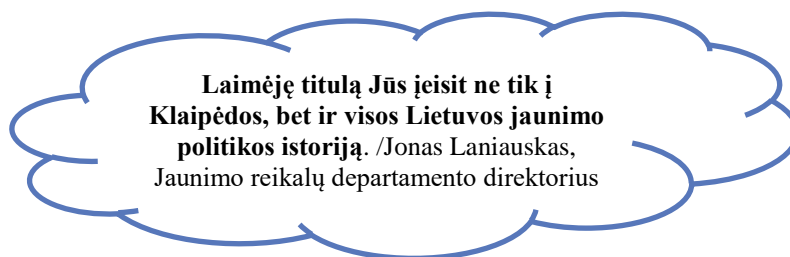 Laimėję titulą Jūs įeisit ne tik į
Klaipėdos, bet ir visos Lietuvos jaunimo
politikos istoriją. /Jonas Laniauskas,
Jaunimo reikalų departamento direktorius